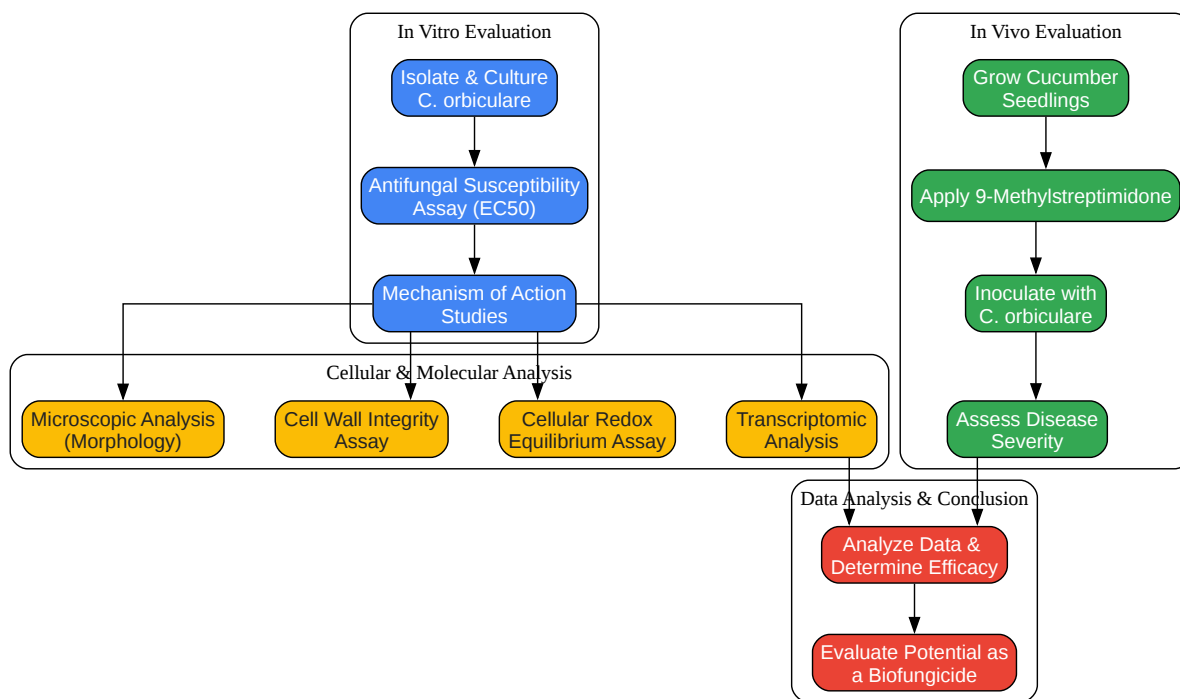 In Vitro Evaluation
Isolate & Culture
C. orbiculare
Antifungal Susceptibility
Assay (EC50)
Mechanism of Action
Studies
In Vivo Evaluation
Grow Cucumber
Seedlings
Apply 9-Methylstreptimidone
Inoculate with
C. orbiculare
Assess Disease
Severity
Cellular & Molecular Analysis
Microscopic Analysis
(Morphology)
Cell Wall Integrity
Assay
Cellular Redox
Equilibrium Assay
Transcriptomic
Analysis
Data Analysis & Conclusion
Analyze Data &
Determine Efficacy
Evaluate Potential as
a Biofungicide